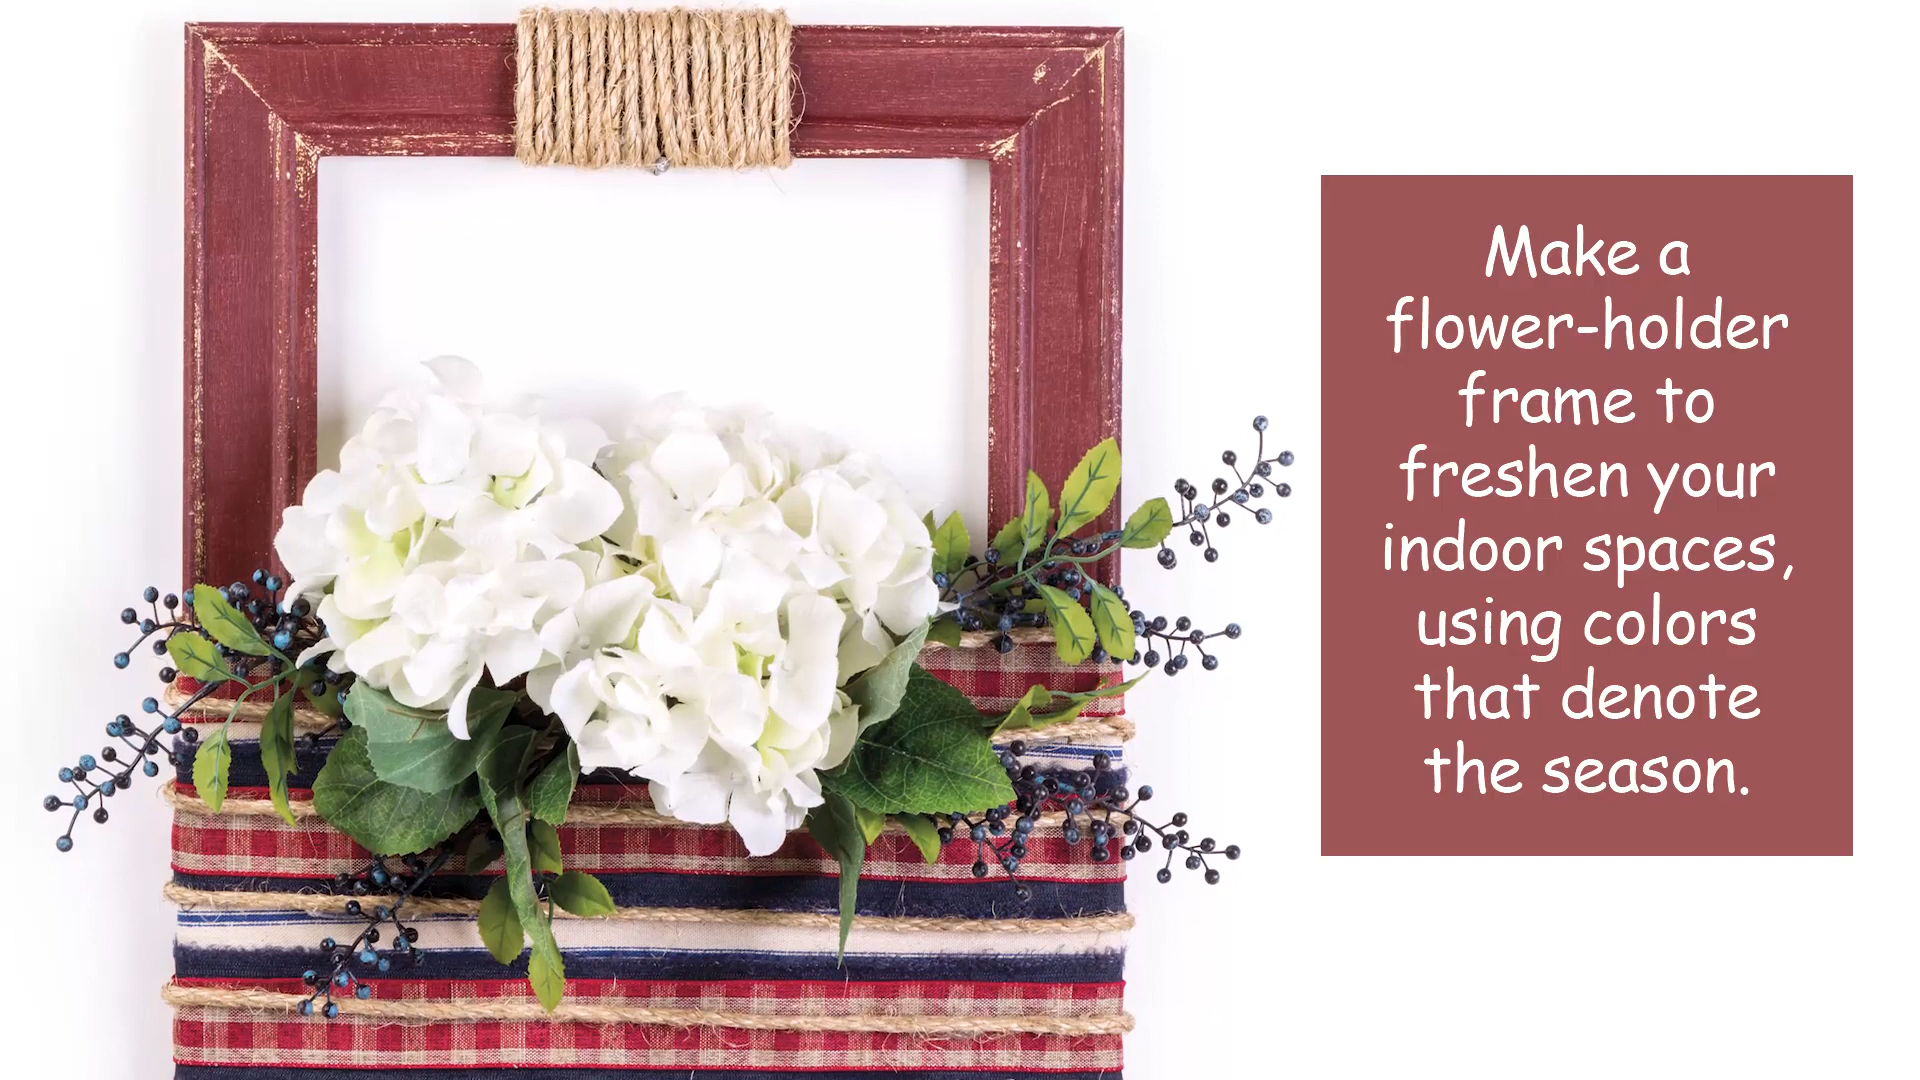 Make a
flower-holder
frame to
freshen your
indoor spaces,
using colors
that denote
the season.